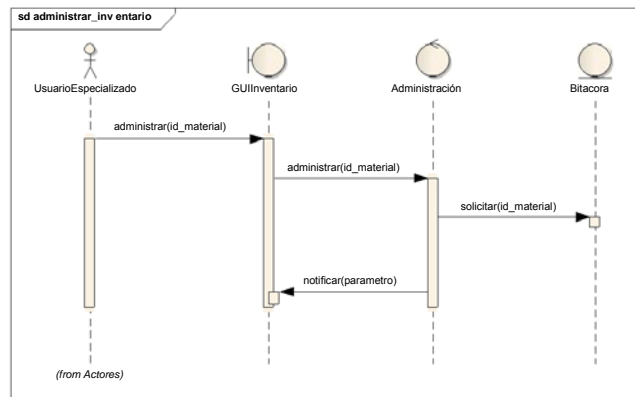 sd administrar_inv entario
UsuarioEspecializado
GUIInventario
Administración
Bitacora
administrar(id_material)
administrar(id_material)
solicitar(id_material)
notificar(parametro)
(from Actores)